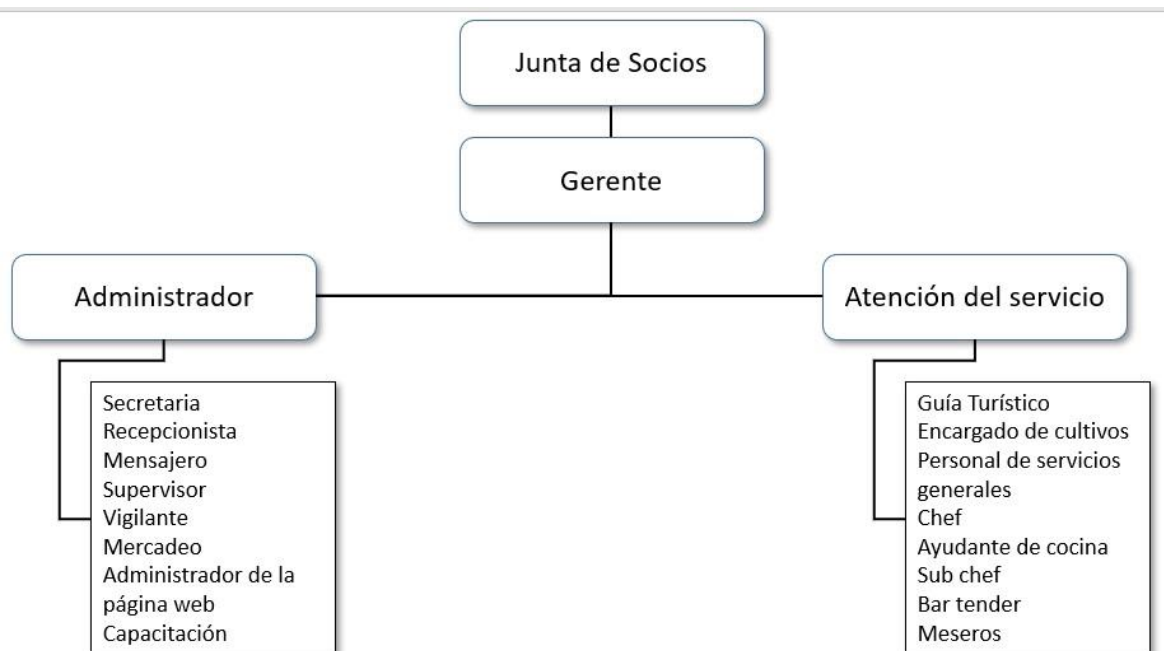 Junta de Socios
Gerente
Administrador
Atención del servicio
Secretaria
Recepcionista
Mensajero
Supervisor
Vigilante
Mercadeo
Administrador de la
página web
Capacitación
Guía Turístico
Encargado de cultivos
Personal de servicios
generales
Chef
Ayudante de cocina
Sub chef
Bar tender
Meseros